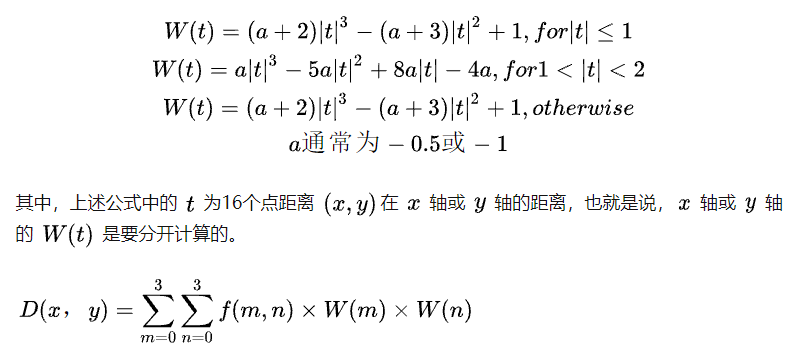 W(t) = (a + 2)|t|³ − (a + 3)|t|² + 1, for|t| ≤ 1
W(t) = a|t|³ − 5a|t|² + 8a|t| − 4a, for1 < |t| < 2
W(t) = (a + 2)|t|³ − (a + 3)|t|² + 1, otherwise
a通常为 − 0.5或 − 1
其中，上述公式中的 t 为16个点距离 (x, y)在 x 轴或 y 轴的距离，也就是说，x 轴或 y 轴
的 W(t) 是要分开计算的。
D(x， y) = ∑_{m=0}^{3} ∑_{n=0}^{3} f(m, n) × W(m) × W(n)